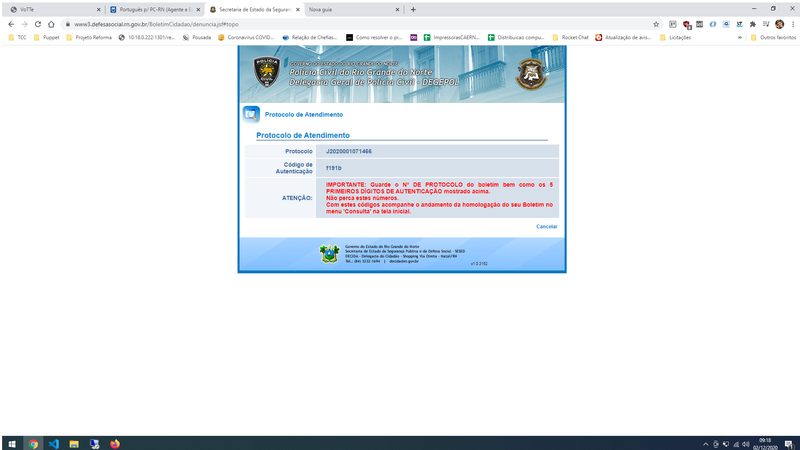 VoTTe
Português p/ PC-RN (Agente e E
Secretaria de Estado da Seguran
Nova guia
www3.defesasocial.rn.gov.br/BoletimCidadao/denuncia.jsf#topo
TCC
Puppet
Projeto Reforma
10.18.0.222:1301/re...
Pousada
Coronavírus COVID...
Relação de Chefias...
Como resolver o pr...
ImpressorasCAERN...
Distribuicao compu...
Rocket Chat
Atualização de avis...
Licitações
Outros favoritos
GOVERNO DO ESTADO DO RIO GRANDE DO NORTE
Polícia Civil do Rio Grande do Norte
Delegacia Geral de Polícia Civil - DEGEPOL
POLÍCIA
CIVIL
Protocolo de Atendimento
Protocolo de Atendimento
Protocolo J2020001071466
Código de
Autenticação f191b
ATENÇÃO:
IMPORTANTE: Guarde o Nº DE PROTOCOLO do boletim bem como os 5
PRIMEIROS DÍGITOS DE AUTENTICAÇÃO mostrado acima.
Não perca estes números.
Com estes códigos acompanhe o andamento da homologação do seu Boletim no
menu 'Consulta' na tela inicial.
Cancelar
Governo do Estado do Rio Grande do Norte
Secretaria de Estado da Segurança Pública e da Defesa Social - SESED
DECIDA - Delegacia do Cidadão - Shopping Via Direta - Natal/RN
Tel.: (84) 3232-1694 | decida@rn.gov.br
09:18
02/12/2020